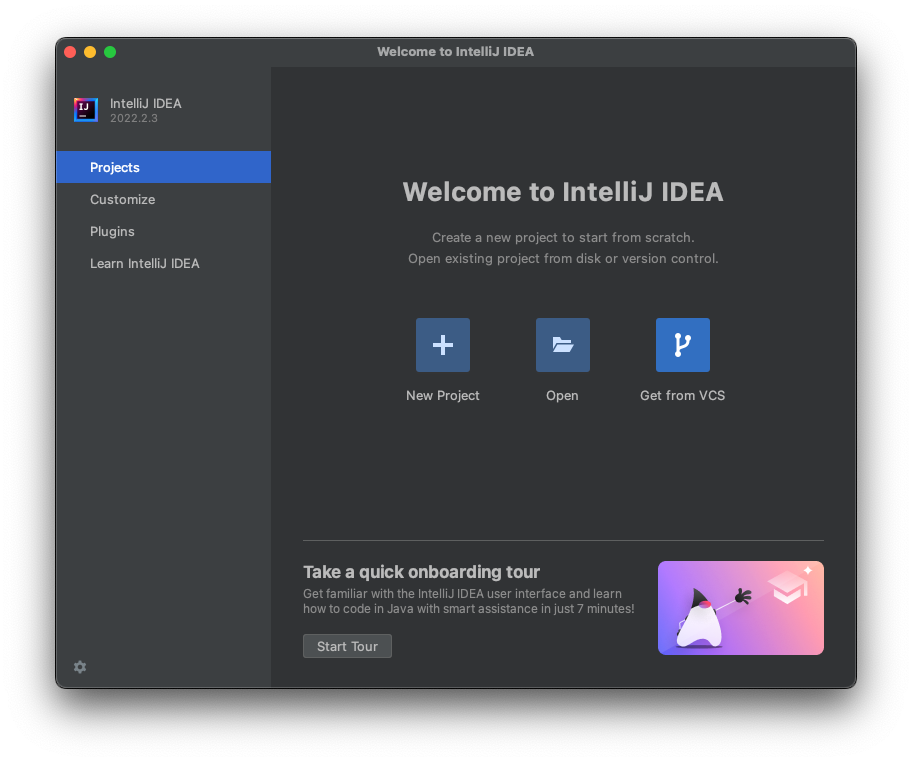 Welcome to IntelliJ IDEA
IJ
IntelliJ IDEA
2022.2.3
Projects
Customize
Plugins
Learn IntelliJ IDEA
Welcome to IntelliJ IDEA
Create a new project to start from scratch.
Open existing project from disk or version control.
New Project
Open
Get from VCS
Take a quick onboarding tour
Get familiar with the IntelliJ IDEA user interface and learn
how to code in Java with smart assistance in just 7 minutes!
Start Tour